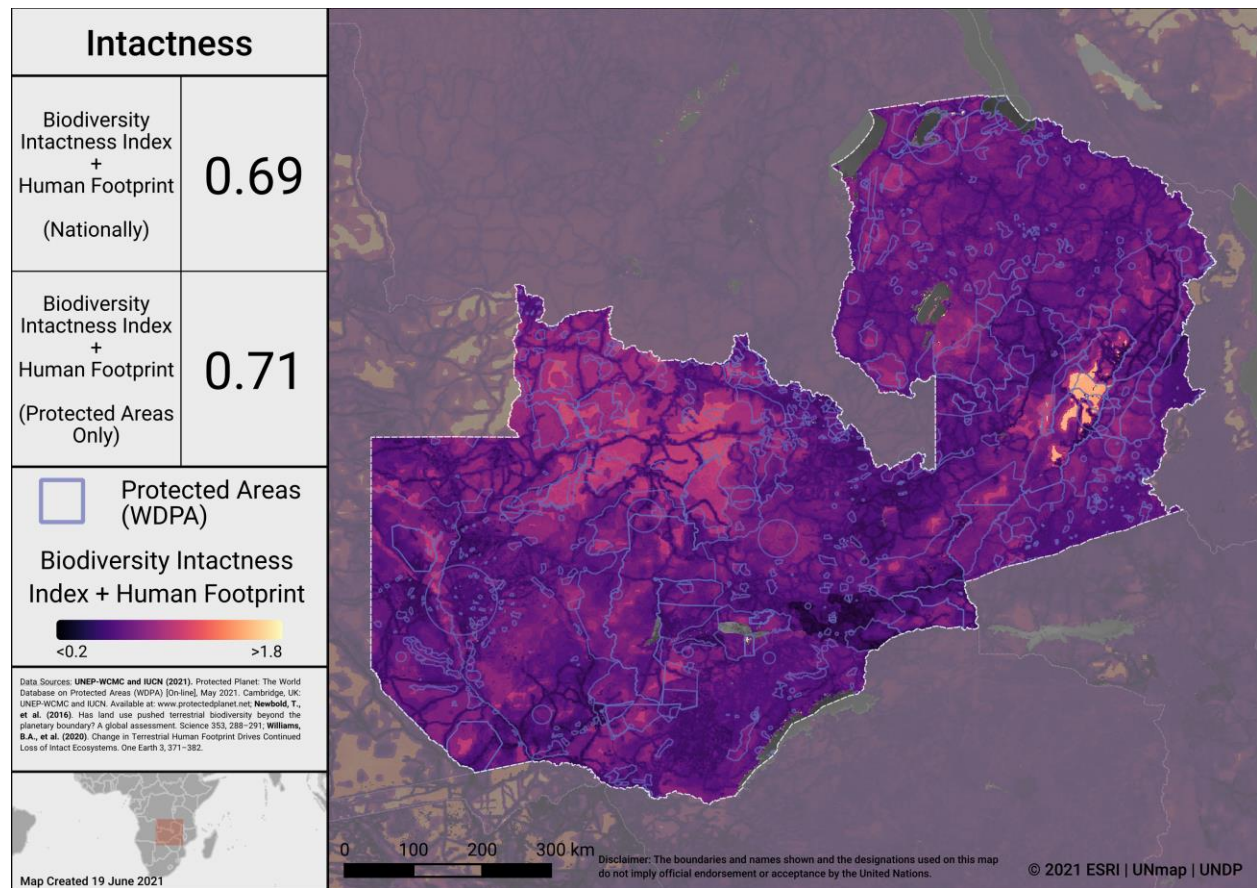 Intactness
Biodiversity
Intactness Index
+
Human Footprint
(Nationally)
0.69
Biodiversity
Intactness Index
+
Human Footprint
(Protected Areas
Only)
0.71
Protected Areas
(WDPA)
Biodiversity Intactness
Index + Human Footprint
<0.2
>1.8
Data Sources: UNEP-WCMC and IUCN (2021). Protected Planet: The World
Database on Protected Areas (WDPA) [On-line], May 2021. Cambridge, UK:
UNEP-WCMC and IUCN. Available at: www.protectedplanet.net; Newbold, T.,
et al. (2016). Has land use pushed terrestrial biodiversity beyond the
planetary boundary? A global assessment. Science 353, 288–291; Williams,
B.A., et al. (2020). Change in Terrestrial Human Footprint Drives Continued
Loss of Intact Ecosystems. One Earth 3, 371–382.
Map Created 19 June 2021
0 100 200 300 km
Disclaimer: The boundaries and names shown and the designations used on this map
do not imply official endorsement or acceptance by the United Nations.
© 2021 ESRI | UNmap | UNDP